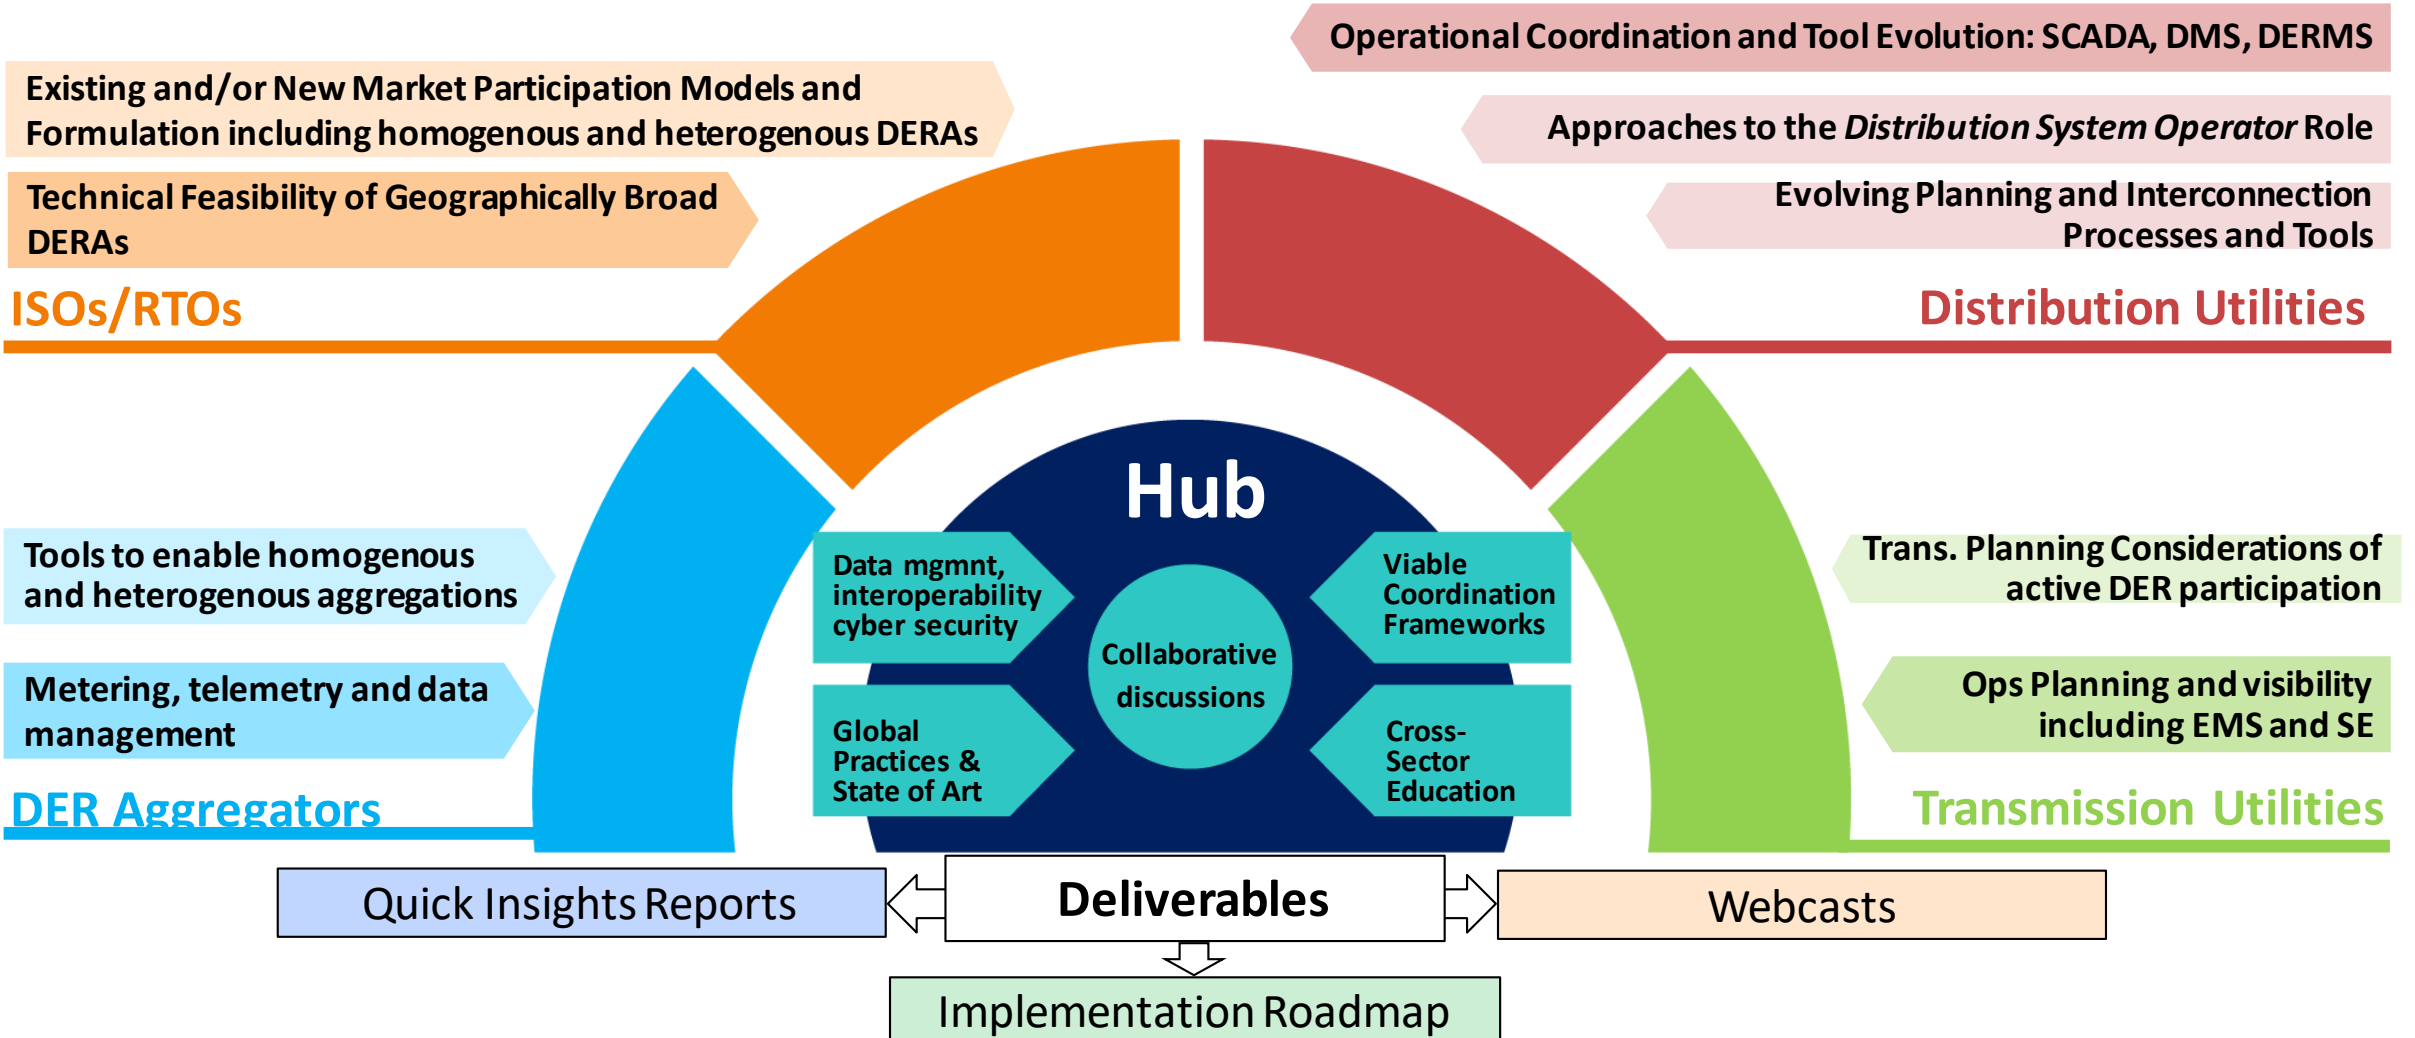 Operational Coordination and Tool Evolution: SCADA, DMS, DERMS
Existing and/or New Market Participation Models and
Formulation including homogenous and heterogenous DERAs
Approaches to the Distribution System Operator Role
Technical Feasibility of Geographically Broad
DERAs
Evolving Planning and Interconnection
Processes and Tools
ISOs/RTOs
Distribution Utilities
Hub
Tools to enable homogenous
and heterogenous aggregations
Data mgmnt,
interoperability
cyber security
Viable
Coordination
Frameworks
Trans. Planning Considerations of
active DER participation
Collaborative
discussions
Metering, telemetry and data
management
Global
Practices &
State of Art
Cross-
Sector
Education
Ops Planning and visibility
including EMS and SE
DER Aggregators
Transmission Utilities
Quick Insights Reports
Deliverables
Webcasts
Implementation Roadmap